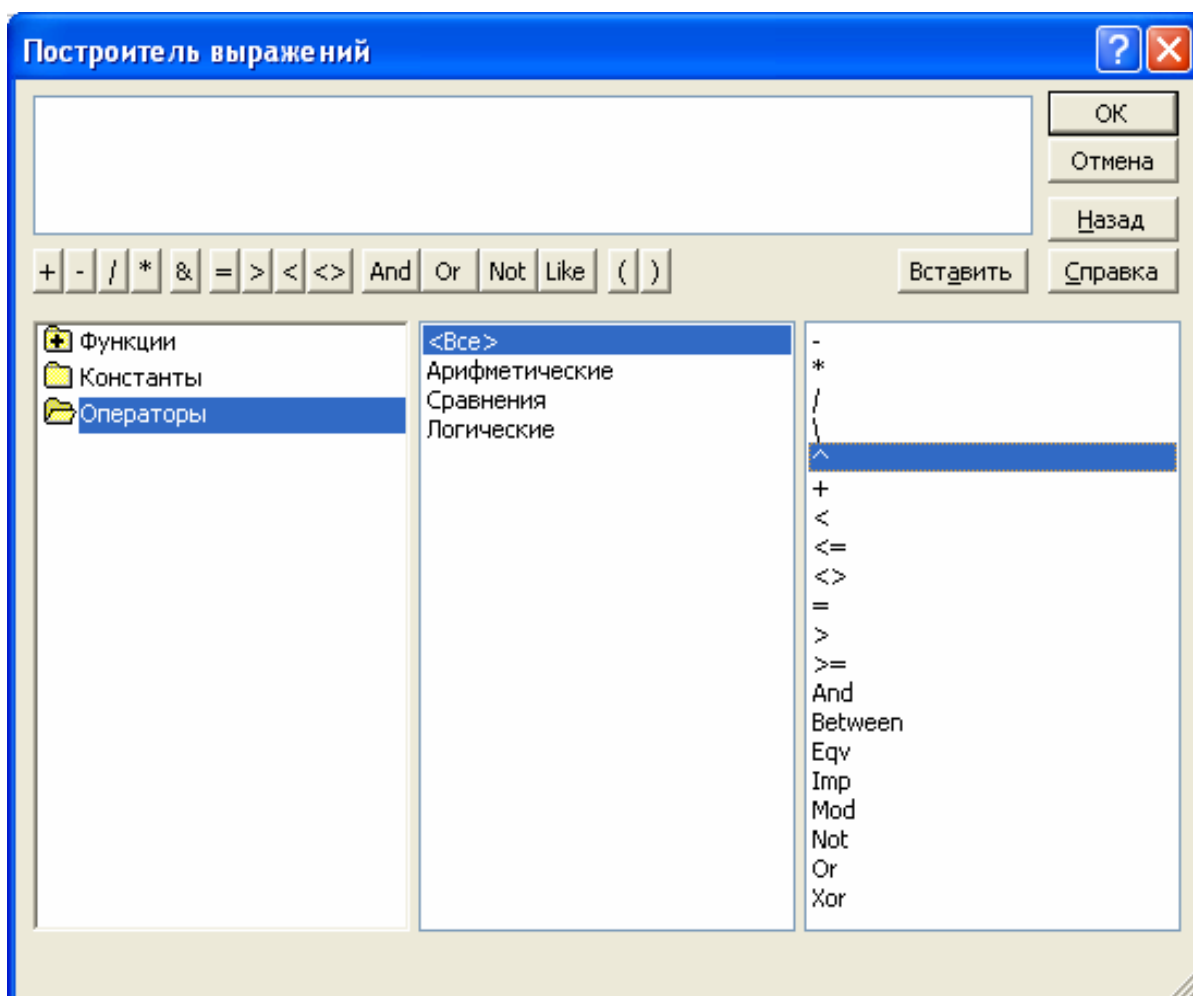 Построитель выражений
?
OK
Отмена
Назад
+ - / * & = > < <> And Or Not Like ( ) Вставить Справка
Функции
Константы
Операторы
<Все>
Арифметические
Сравнения
Логические
-
*
/
\
^
+
<
<=
<>
=
>
>=
And
Between
Eqv
Imp
Mod
Not
Or
Xor